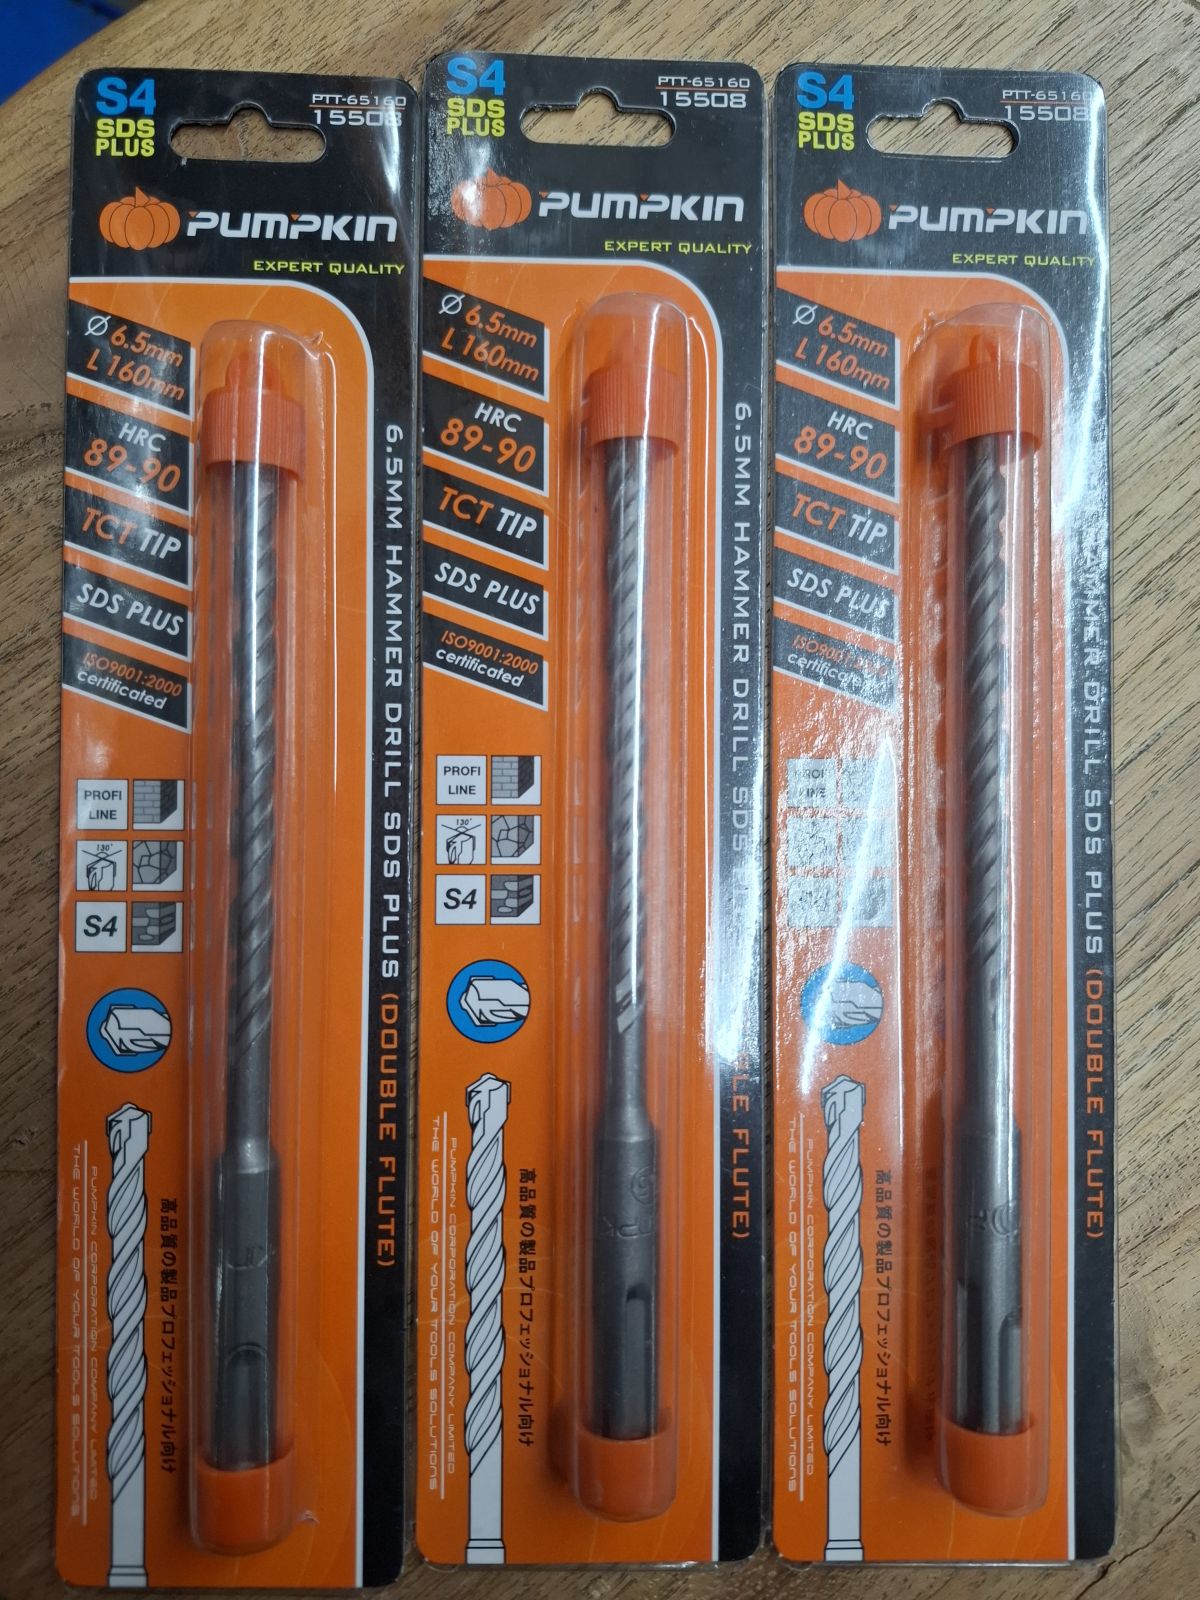 S4
SDS
PLUS
PTT-65160
15508
PUMPKIN
EXPERT QUALITY
Ø 6.5mm
L 160mm
HRC
89-90
TCT TIP
SDS PLUS
ISO9001:2000
certificated
PROFI
LINE
130°
S4
6.5MM HAMMER DRILL SDS PLUS (DOUBLE FLUTE)
高品質の製品プロフェッショナル向け
PUMPKIN CORPORATION COMPANY LIMITED
THE WORLD OF YOUR TOOLS SOLUTIONS
S4
SDS
PLUS
PTT-65160
15508
PUMPKIN
EXPERT QUALITY
Ø 6.5mm
L 160mm
HRC
89-90
TCT TIP
SDS PLUS
ISO9001:2000
certificated
PROFI
LINE
130°
S4
6.5MM HAMMER DRILL SDS FLUTE)
高品質の製品プロフェッショナル向け
PUMPKIN CORPORATION COMPANY LIMITED
THE WORLD OF YOUR TOOLS SOLUTIONS
S4
SDS
PLUS
PTT-65160
15508
PUMPKIN
EXPERT QUALITY
Ø 6.5mm
L 160mm
HRC
89-90
TCT TIP
SDS PLUS
ISO9001:2000
certificated
PROFI
LINE
HAMMER DRILL SDS PLUS (DOUBLE FLUTE)
高品質の製品プロフェッショナル向け
PUMPKIN CORPORATION COMPANY LIMITED
THE WORLD OF YOUR TOOLS SOLUTIONS